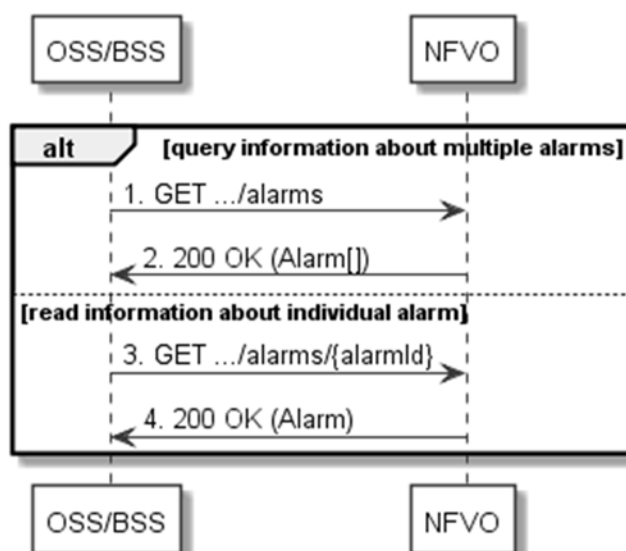 OSS/BSS NFVO
alt [query information about multiple alarms]
1. GET .../alarms
2. 200 OK (Alarm[])
[read information about individual alarm]
3. GET .../alarms/{alarmId}
4. 200 OK (Alarm)
OSS/BSS NFVO